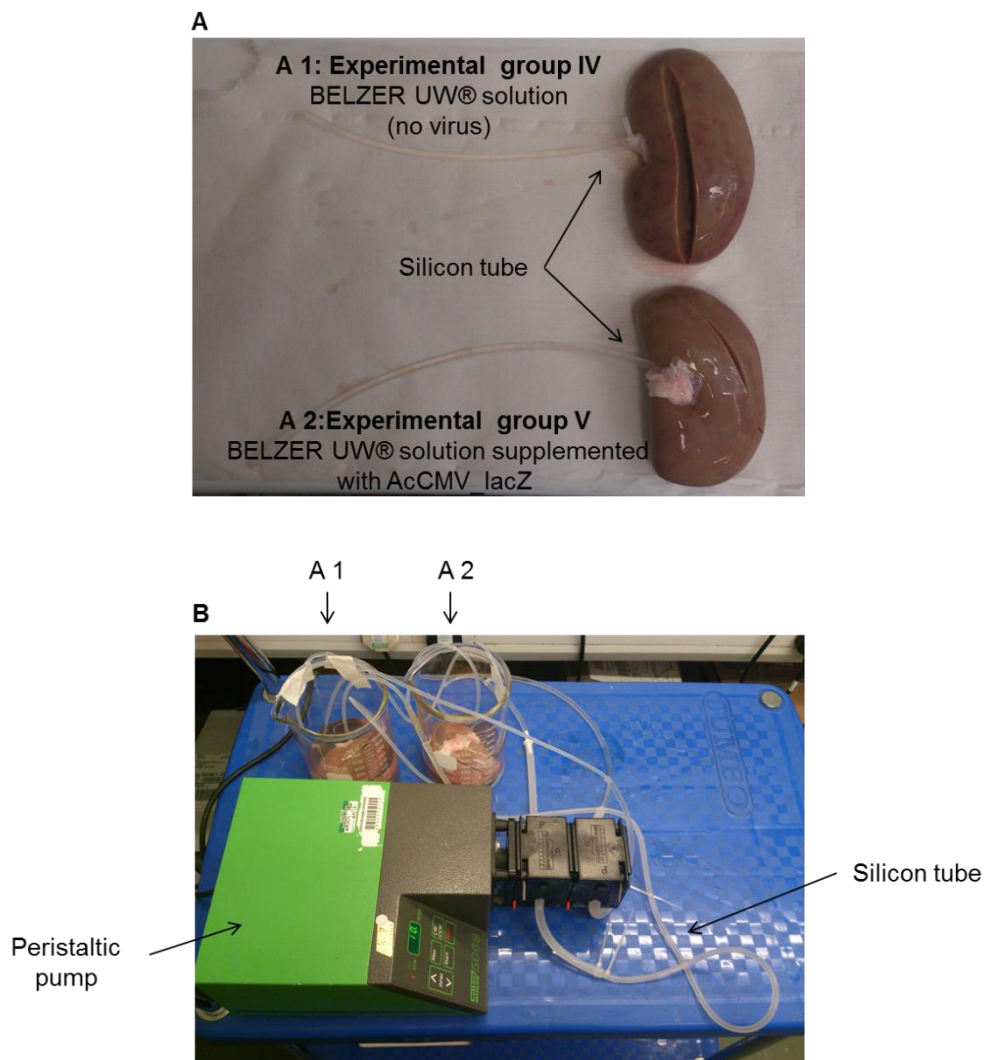 A
A 1: Experimental group IV
BELZER UW® solution
(no virus)
Silicon tube
A 2:Experimental group V
BELZER UW® solution supplemented
with AcCMV_lacZ
A 1
A 2
B
Silicon tube
Peristaltic
pump